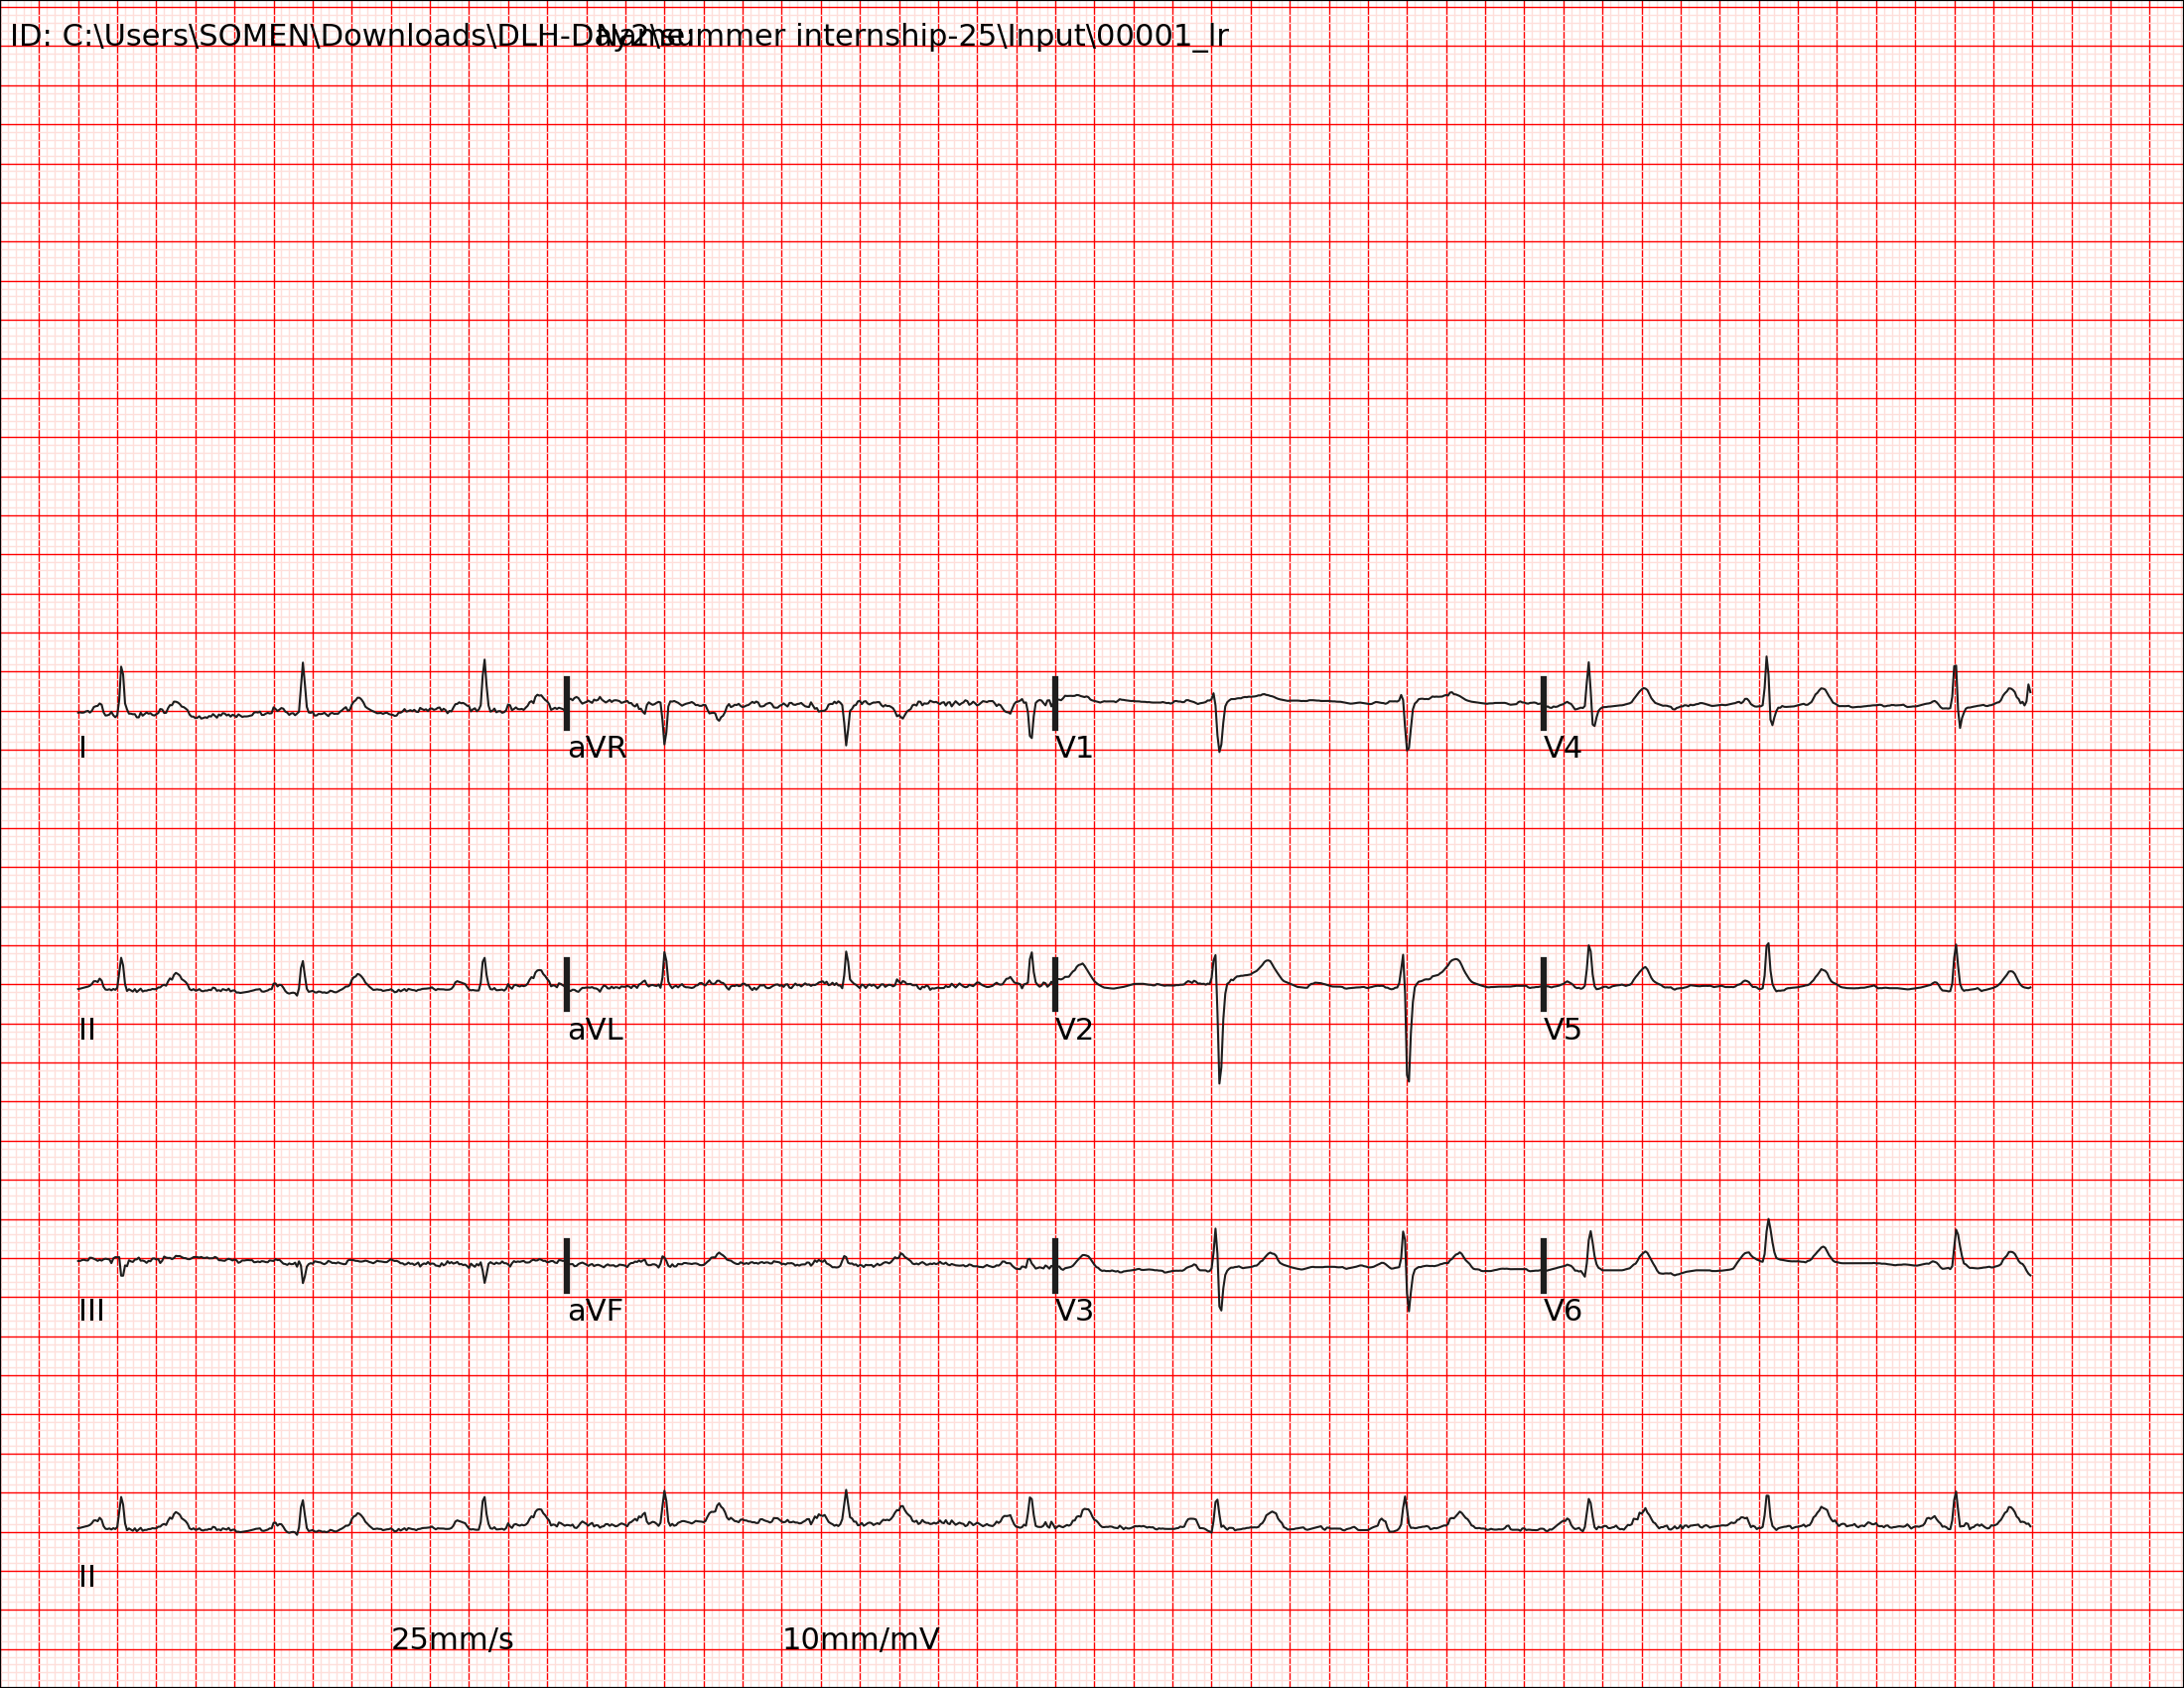 ID: C:\Users\SOMEN\Downloads\DLH-Day2\summer internship-25\Input\00001_lr
Name:
I aVR V1 V4
II aVL V2 V5
III aVF V3 V6
II
25mm/s 10mm/mV